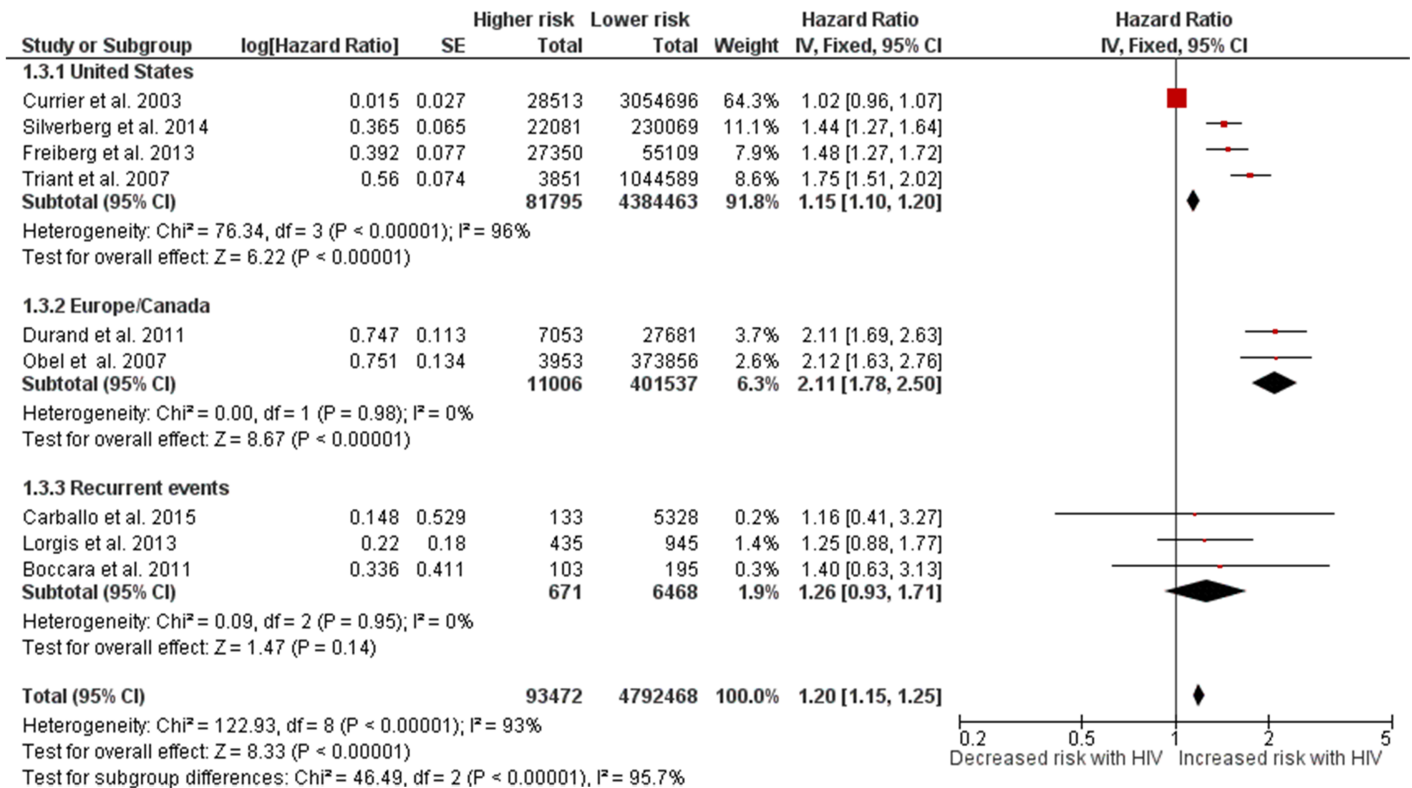 Higher risk Lower risk Hazard Ratio Hazard Ratio
Study or Subgroup log[Hazard Ratio] SE Total Total Weight IV, Fixed, 95% CI IV, Fixed, 95% CI
1.3.1 United States
Currier et al. 2003 0.015 0.027 28513 3054696 64.3% 1.02 [0.96, 1.07]
Silverberg et al. 2014 0.365 0.065 22081 230069 11.1% 1.44 [1.27, 1.64]
Freiberg et al. 2013 0.392 0.077 27350 55109 7.9% 1.48 [1.27, 1.72]
Triant et al. 2007 0.56 0.074 3851 1044589 8.6% 1.75 [1.51, 2.02]
Subtotal (95% CI) 81795 4384463 91.8% 1.15 [1.10, 1.20]
Heterogeneity: Chi² = 76.34, df = 3 (P < 0.00001); I² = 96%
Test for overall effect: Z = 6.22 (P < 0.00001)
1.3.2 Europe/Canada
Durand et al. 2011 0.747 0.113 7053 27681 3.7% 2.11 [1.69, 2.63]
Obel et al. 2007 0.751 0.134 3953 373856 2.6% 2.12 [1.63, 2.76]
Subtotal (95% CI) 11006 401537 6.3% 2.11 [1.78, 2.50]
Heterogeneity: Chi² = 0.00, df = 1 (P = 0.98); I² = 0%
Test for overall effect: Z = 8.67 (P < 0.00001)
1.3.3 Recurrent events
Carballo et al. 2015 0.148 0.529 133 5328 0.2% 1.16 [0.41, 3.27]
Lorgis et al. 2013 0.22 0.18 435 945 1.4% 1.25 [0.88, 1.77]
Boccara et al. 2011 0.336 0.411 103 195 0.3% 1.40 [0.63, 3.13]
Subtotal (95% CI) 671 6468 1.9% 1.26 [0.93, 1.71]
Heterogeneity: Chi² = 0.09, df = 2 (P = 0.95); I² = 0%
Test for overall effect: Z = 1.47 (P = 0.14)
Total (95% CI) 93472 4792468 100.0% 1.20 [1.15, 1.25]
Heterogeneity: Chi² = 122.93, df = 8 (P < 0.00001); I² = 93%
Test for overall effect: Z = 8.33 (P < 0.00001)
Test for subgroup differences: Chi² = 46.49, df = 2 (P < 0.00001), I² = 95.7%
0.2 0.5 1 2 5
Decreased risk with HIV Increased risk with HIV